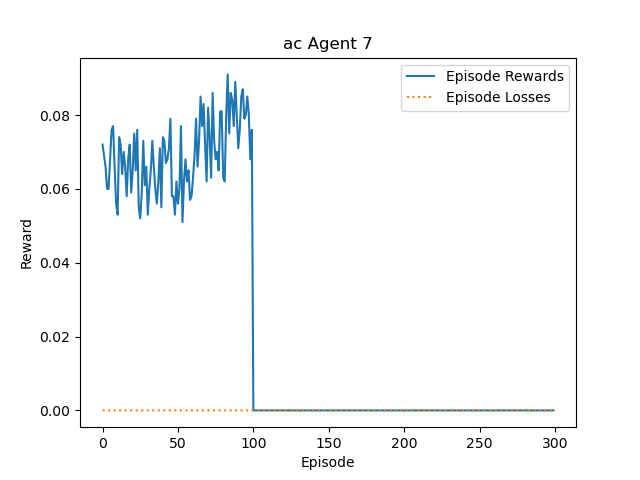 ac Agent 7
Episode Rewards
Episode Losses
Reward
0.08
0.06
0.04
0.02
0.00
0 50 100 150 200 250 300
Episode